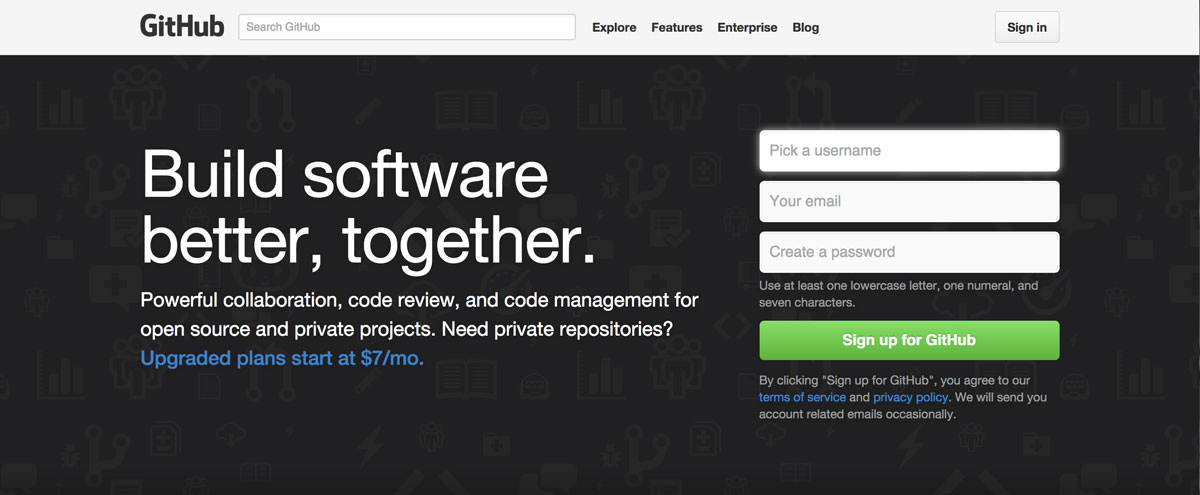 GitHub Search GitHub Explore Features Enterprise Blog Sign in
Build software
better, together.
Powerful collaboration, code review, and code management for
open source and private projects. Need private repositories?
Upgraded plans start at $7/mo.
Pick a username
Your email
Create a password
Use at least one lowercase letter, one numeral, and
seven characters.
Sign up for GitHub
By clicking "Sign up for GitHub", you agree to our
terms of service and privacy policy. We will send you
account related emails occasionally.